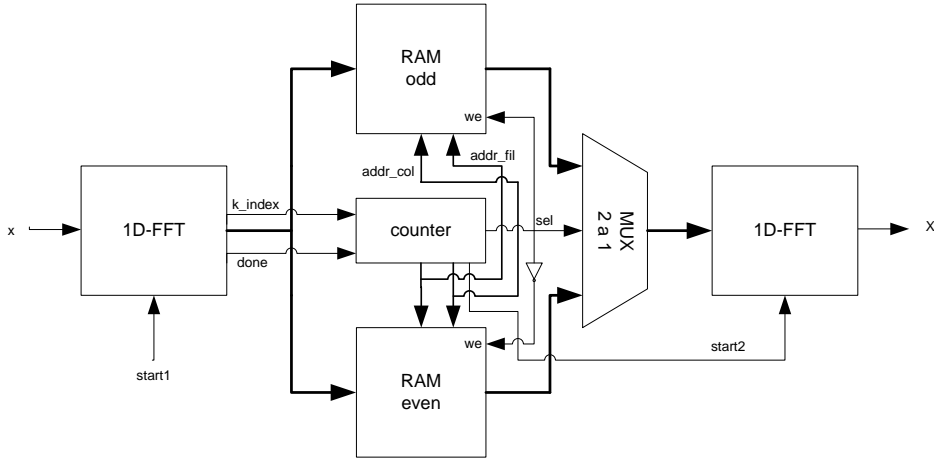 RAM
odd
we
addr_fil
addr_col
x
1D-FFT
k_index
done
start1
counter
sel
MUX
2 a 1
1D-FFT
X
we
RAM
even
start2